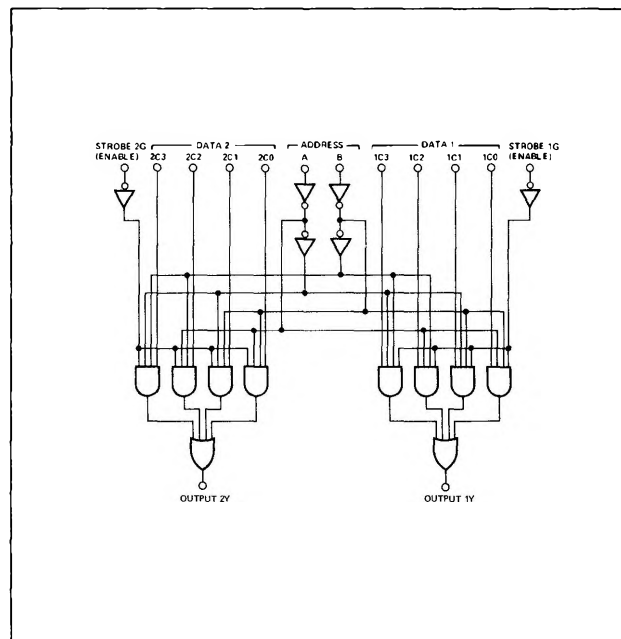 STROBE 2G DATA 2 ADDRESS DATA 1 STROBE 1G
(ENABLE) 2C3 2C2 2C1 2C0 A B 1C3 1C2 1C1 1C0 (ENABLE)
OUTPUT 2Y OUTPUT 1Y